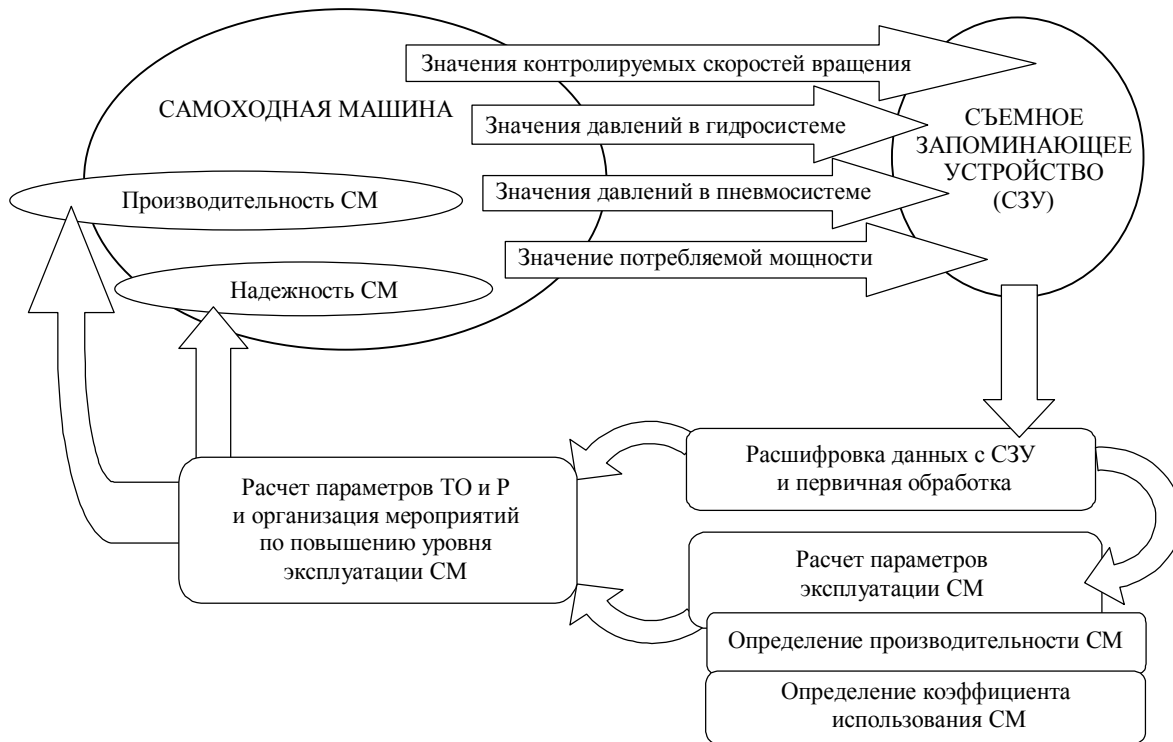 Значения контролируемых скоростей вращения
САМОХОДНАЯ МАШИНА
Значения давлений в гидросистеме
СЪЕМНОЕ
ЗАПОМИНАЮЩЕЕ
УСТРОЙСТВО
(СЗУ)
Производительность СМ
Значения давлений в пневмосистеме
Значение потребляемой мощности
Надежность СМ
Расшифровка данных с СЗУ
и первичная обработка
Расчет параметров ТО и Р
и организация мероприятий
по повышению уровня
эксплуатации СМ
Расчет параметров
эксплуатации СМ
Определение производительности СМ
Определение коэффициента
использования СМ